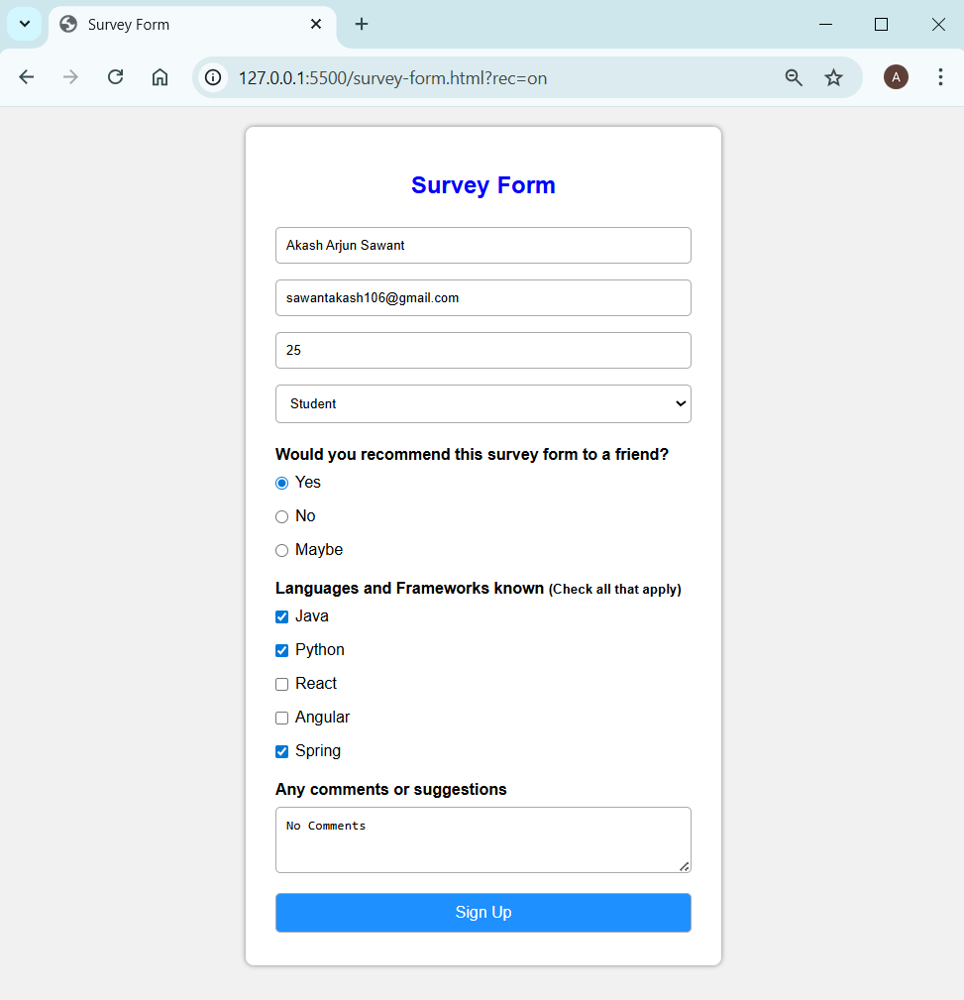 Survey Form
127.0.0.1:5500/survey-form.html?rec=on
A
Survey Form
Akash Arjun Sawant
sawantakash106@gmail.com
25
Student
Would you recommend this survey form to a friend?
Yes
No
Maybe
Languages and Frameworks known (Check all that apply)
Java
Python
React
Angular
Spring
Any comments or suggestions
No Comments
Sign Up